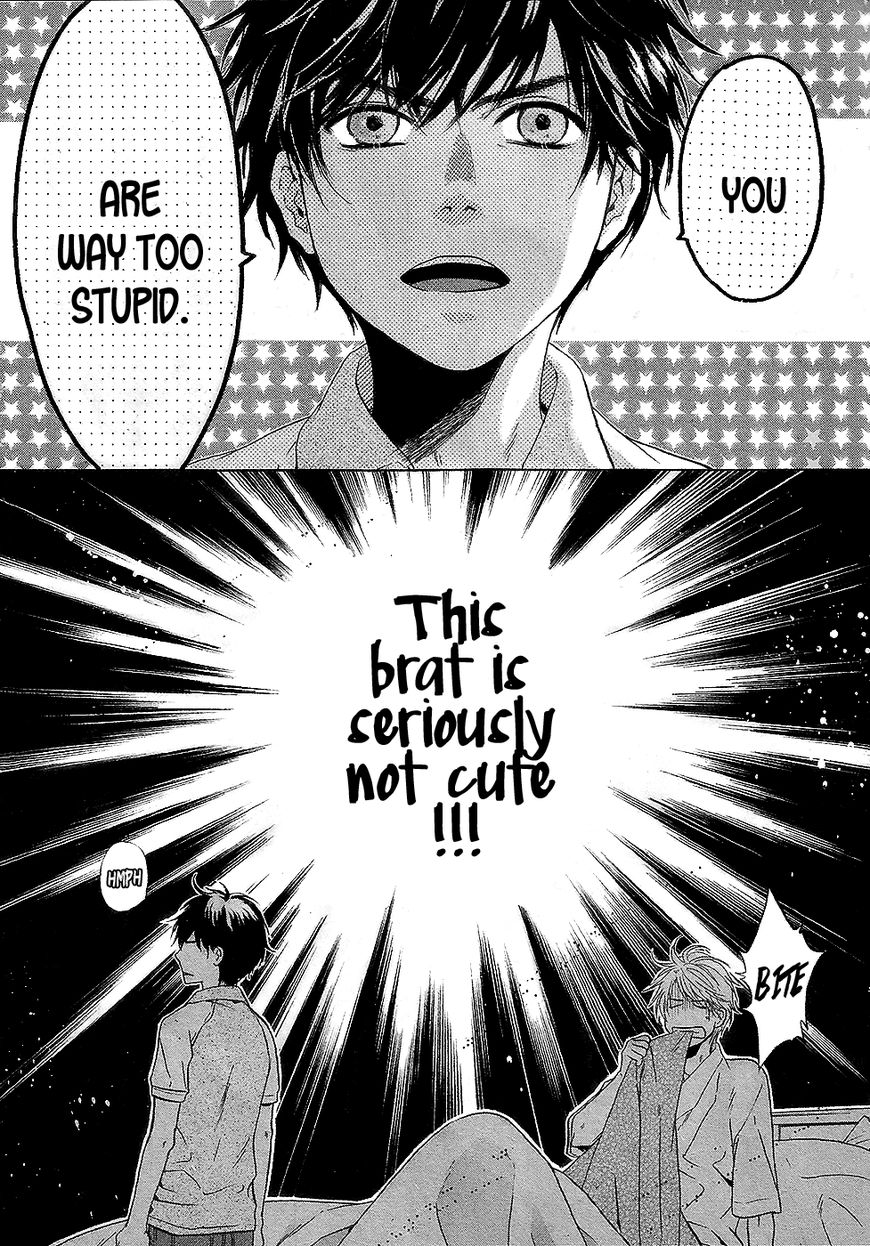 YOU
ARE
WAY TOO
STUPID.
This
brat is
seriously
not cute
!!!
HMPH
BITE